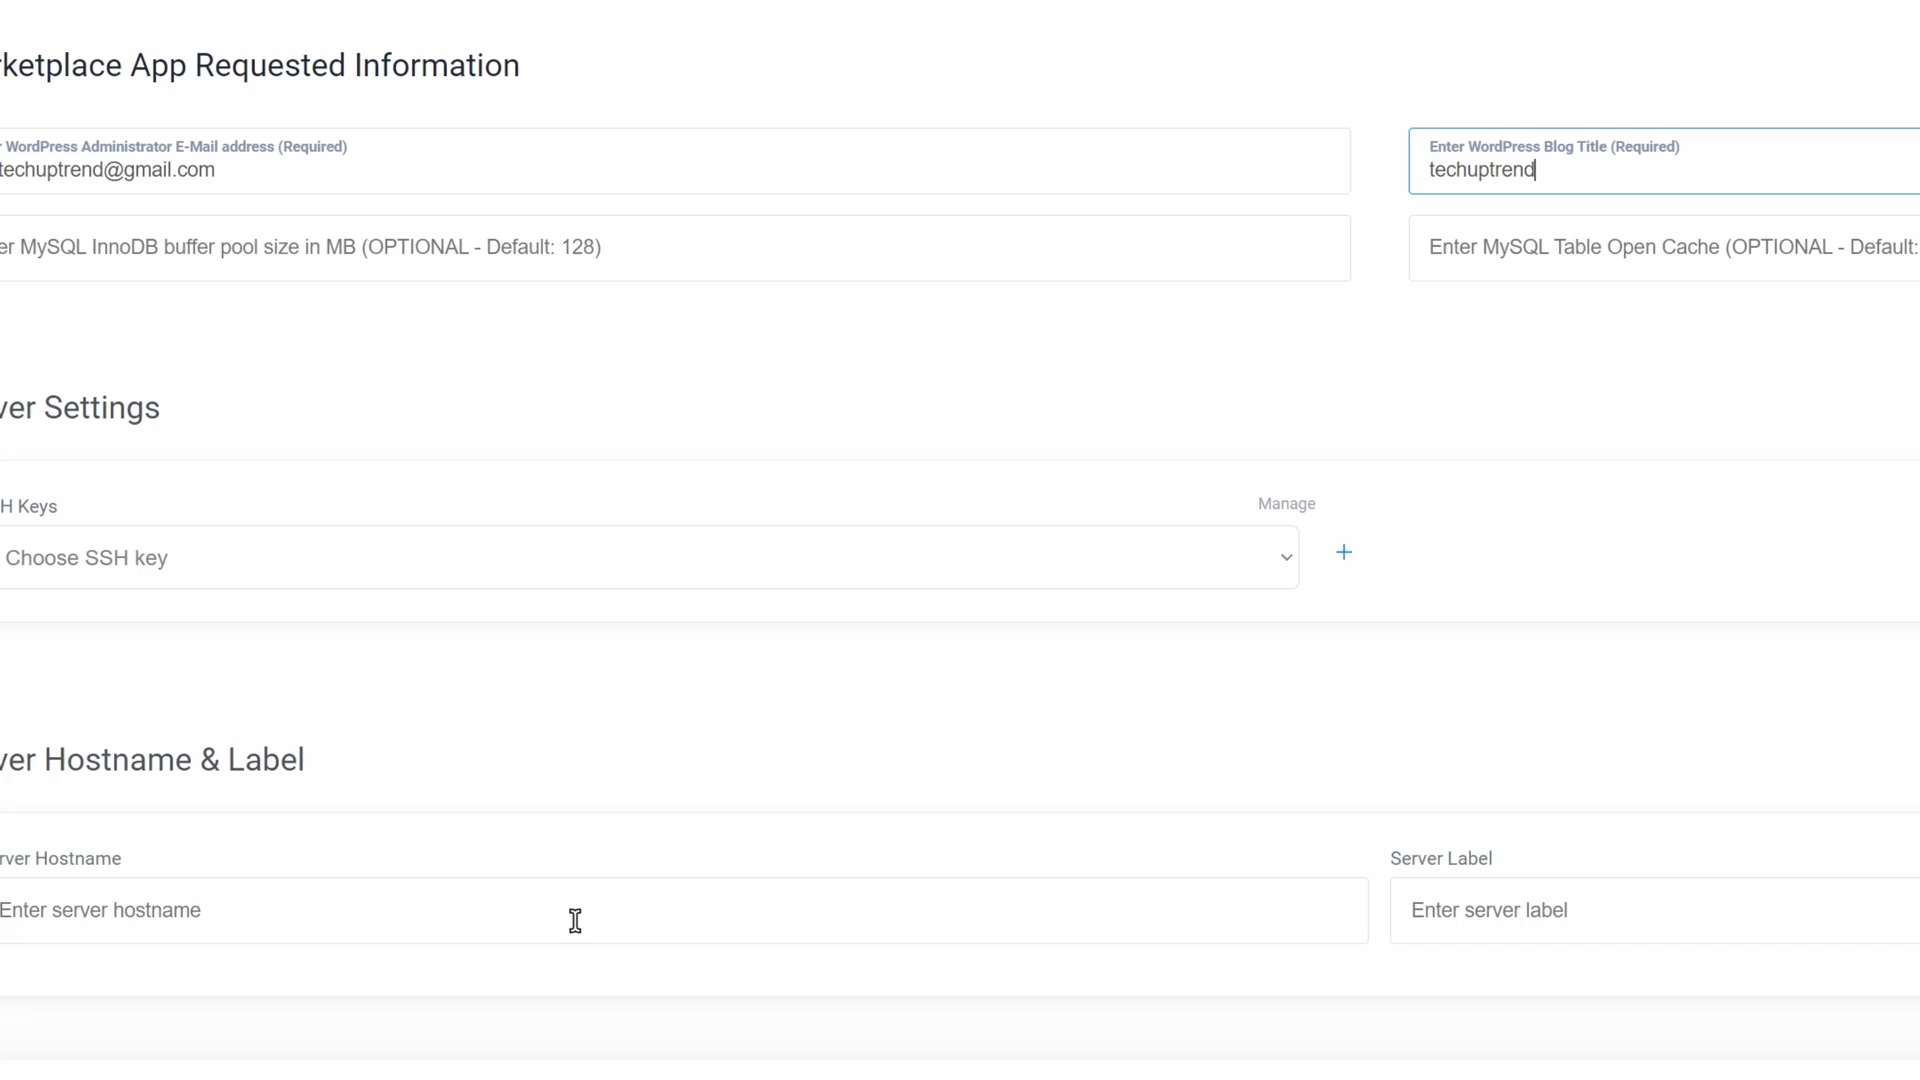 ketplace App Requested Information
WordPress Administrator E-Mail address (Required)
techuptrend@gmail.com
Enter WordPress Blog Title (Required)
techuptrend
er MySQL InnoDB buffer pool size in MB (OPTIONAL - Default: 128)
Enter MySQL Table Open Cache (OPTIONAL - Default:
ver Settings
H Keys
Manage
Choose SSH key
+
ver Hostname & Label
rver Hostname
Server Label
Enter server hostname
Enter server label